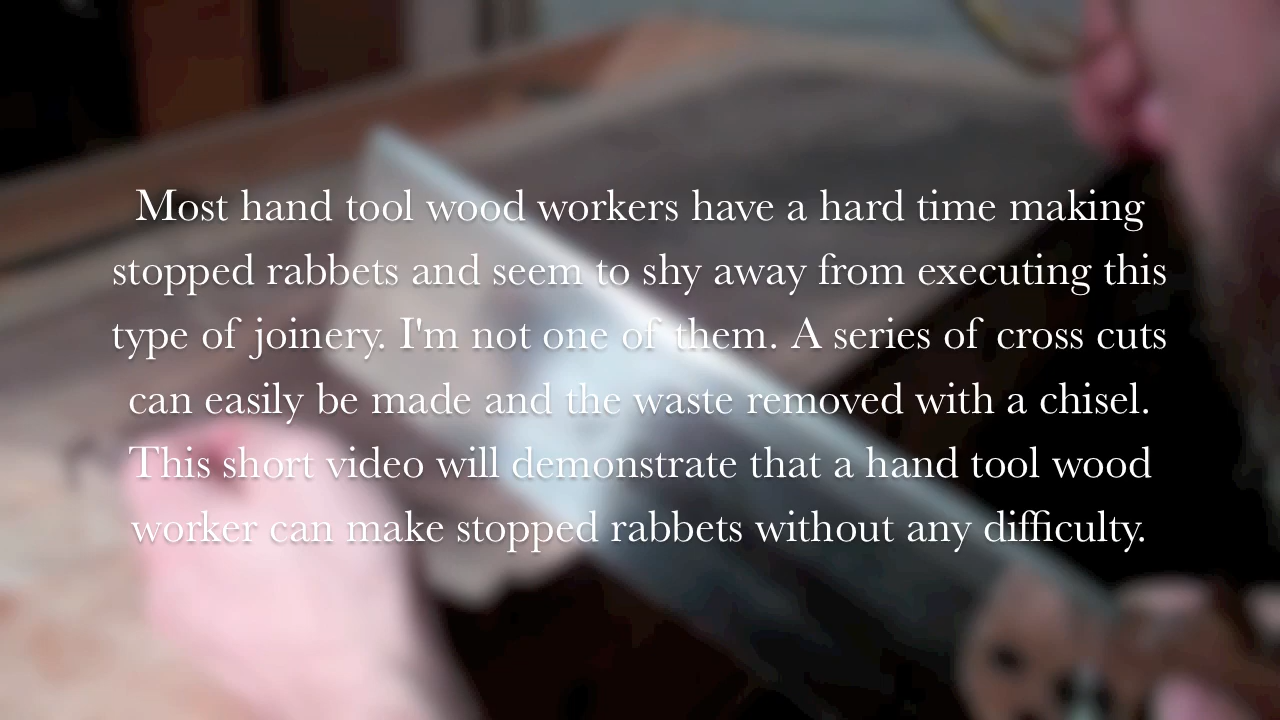 Most hand tool wood workers have a hard time making
stopped rabbets and seem to shy away from executing this
type of joinery. I'm not one of them. A series of cross cuts
can easily be made and the waste removed with a chisel.
This short video will demonstrate that a hand tool wood
worker can make stopped rabbets without any difficulty.